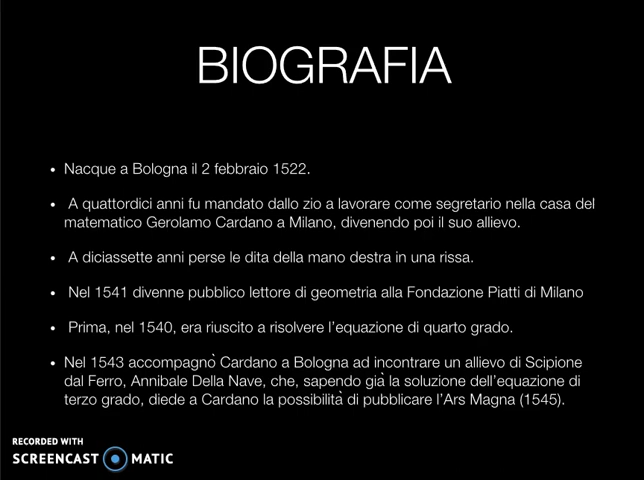 BIOGRAFIA
• Nacque a Bologna il 2 febbraio 1522.
• A quattordici anni fu mandato dallo zio a lavorare come segretario nella casa del
matematico Gerolamo Cardano a Milano, divenendo poi il suo allievo.
• A diciassette anni perse le dita della mano destra in una rissa.
• Nel 1541 divenne pubblico lettore di geometria alla Fondazione Piatti di Milano
• Prima, nel 1540, era riuscito a risolvere l'equazione di quarto grado.
• Nel 1543 accompagnò Cardano a Bologna ad incontrare un allievo di Scipione
dal Ferro, Annibale Della Nave, che, sapendo già la soluzione dell'equazione di
terzo grado, diede a Cardano la possibilità di pubblicare l'Ars Magna (1545).
RECORDED WITH
SCREENCAST MATIC